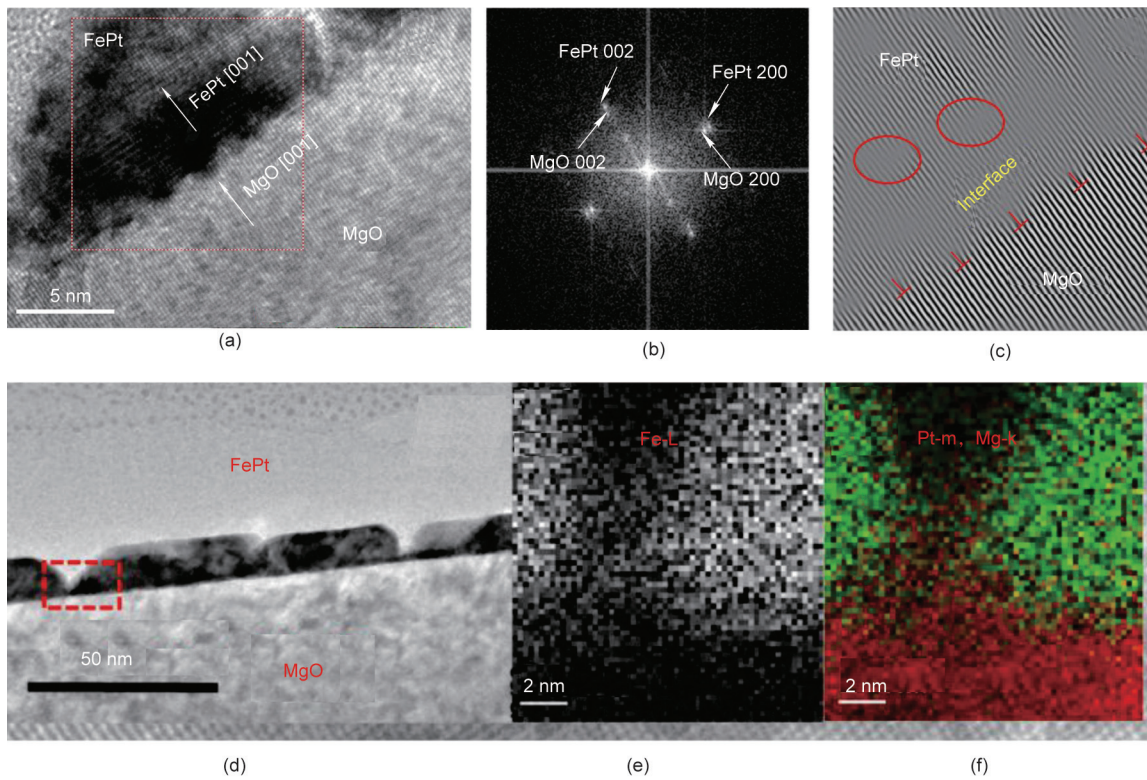 FePt
FePt [001]
MgO [001]
MgO
5 nm
(a)
FePt 002
FePt 200
MgO 002
MgO 200
(b)
FePt
Interface
MgO
(c)
FePt
50 nm
MgO
(d)
Fe-L
2 nm
(e)
Pt-m, Mg-k
2 nm
(f)